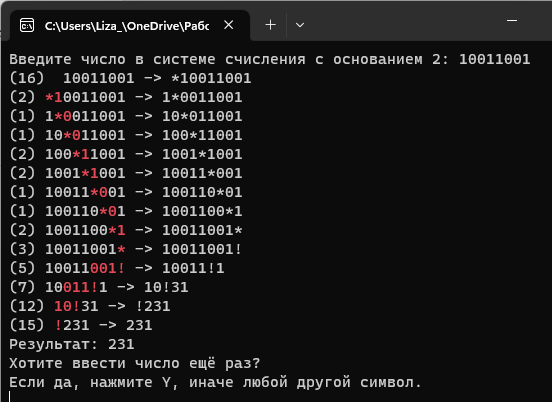 C:\Users\Liza_\OneDrive\Рабс
Введите число в системе счисления с основанием 2: 10011001
(16)  10011001 -> *10011001
(2) *10011001 -> 1*0011001
(1) 1*0011001 -> 10*011001
(1) 10*011001 -> 100*11001
(2) 100*11001 -> 1001*1001
(2) 1001*1001 -> 10011*001
(1) 10011*001 -> 100110*01
(1) 100110*01 -> 1001100*1
(2) 1001100*1 -> 10011001*
(3) 10011001* -> 10011001!
(5) 10011001! -> 10011!1
(7) 10011!1 -> 10!31
(12) 10!31 -> !231
(15) !231 -> 231
Результат: 231
Хотите ввести число ещё раз?
Если да, нажмите Y, иначе любой другой символ.